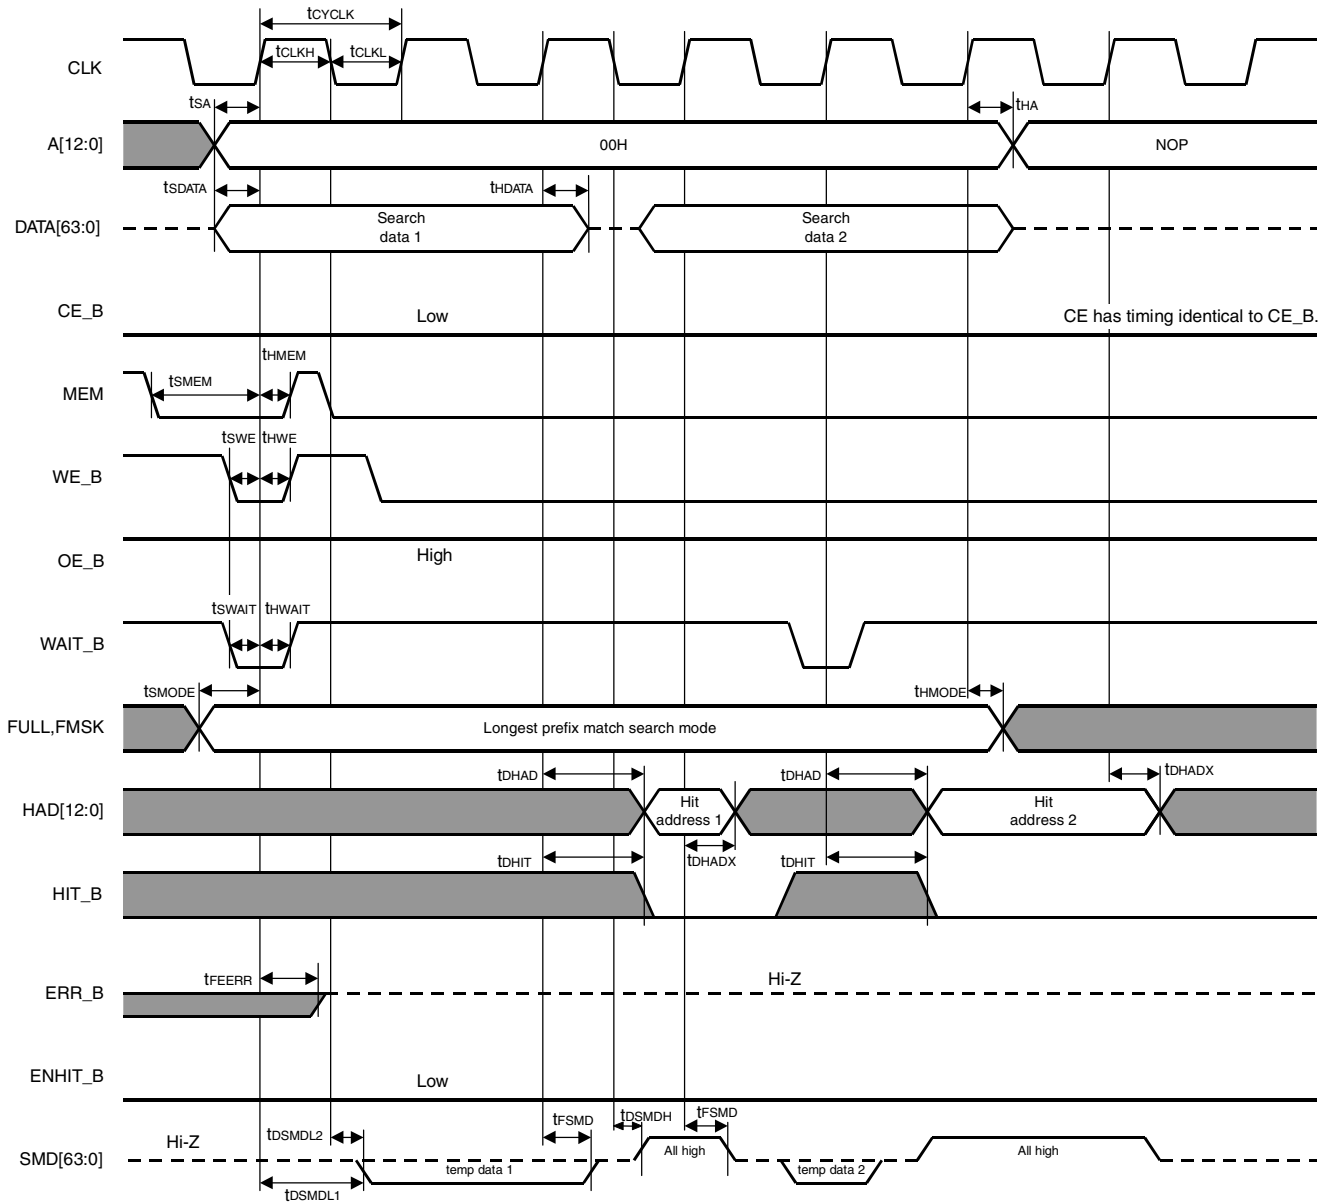 tCYCLK
CLK
tCLKH
tCLKL
tSA
tHA
A[12:0]
00H
NOP
tSDATA
tHDATA
DATA[63:0]
Search
data 1
Search
data 2
CE_B
Low
CE has timing identical to CE_B.
tHMEM
MEM
tSMEM
tSWE
tHWE
WE_B
OE_B
High
tSWAIT
tHWAIT
WAIT_B
tSMODE
tHMODE
FULL,FMSK
Longest prefix match search mode
tDHAD
tDHAD
tDHADX
HAD[12:0]
Hit
address 1
Hit
address 2
tDHIT
tDHADX
tDHIT
HIT_B
tFEERR
Hi-Z
ERR_B
ENHIT_B
Low
tFSMD
tDSMDH
tFSMD
Hi-Z
tDSMDL2
SMD[63:0]
temp data 1
All high
temp data 2
All high
tDSMDL1